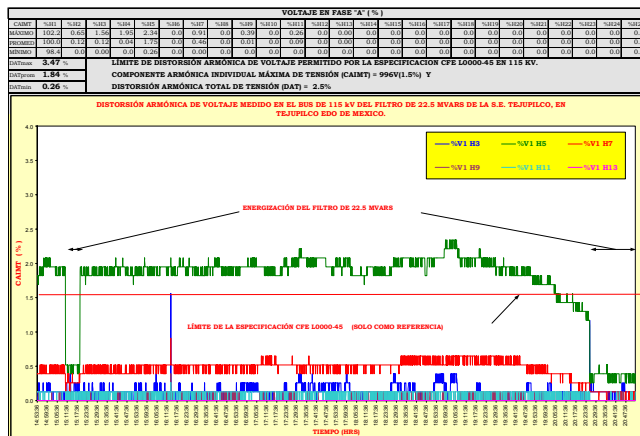 VOLTAJE EN FASE "A" ( % )
CAIMT %H1 %H2 %H3 %H4 %H5 %H6 %H7 %H8 %H9 %H10 %H11 %H12 %H13 %H14 %H15 %H16 %H17 %H18 %H19 %H20 %H21 %H22 %H23 %H24
MÁXIMO 102.2 0.65 1.56 1.95 2.34 0.0 0.91 0.0 0.39 0.0 0.26 0.0 0.0 0.0 0.0 0.0 0.0 0.0 0.0 0.0 0.0 0.0 0.0 0.0
PROMED 100.0 0.12 0.12 0.04 1.75 0.0 0.46 0.0 0.01 0.0 0.09 0.0 0.00 0.0 0.0 0.0 0.0 0.0 0.0 0.0 0.0 0.0 0.0 0.0
MÍNIMO 98.4 0.0 0.00 0.0 0.26 0.0 0.0 0.0 0.0 0.0 0.0 0.0 0.0 0.0 0.0 0.0 0.0 0.0 0.0 0.0 0.0 0.0 0.0 0.0
DATmax 3.47 % LÍMITE DE DISTORSIÓN ARMÓNICA DE VOLTAJE PERMITIDO POR LA ESPECIFICACION CFE L0000-45 EN 115 KV.
DATprom 1.84 % COMPONENTE ARMÓNICA INDIVIDUAL MÁXIMA DE TENSIÓN (CAIMT) = 996V(1.5%) Y
DATmin 0.26 % DISTORSIÓN ARMÓNICA TOTAL DE TENSIÓN (DAT) = 2.5%
DISTORSIÓN ARMÓNICA DE VOLTAJE MEDIDO EN EL BUS DE 115 kV DEL FILTRO DE 22.5 MVARS DE LA S.E. TEJUPILCO, EN
TEJUPILCO EDO DE MEXICO.
4.0
%V1 H3 %V1 H5 %V1 H7
%V1 H9 %V1 H11 %V1 H13
3.5
3.0
ENERGIZACIÓN DEL FILTRO DE 22.5 MVARS
2.5
2.0
CAIMT ( % )
1.5
LÍMITE DE LA ESPECIFICACIÓN CFE L0000-45 (SOLO COMO REFERENCIA)
1.0
0.5
0.0
TIEMPO (HRS)